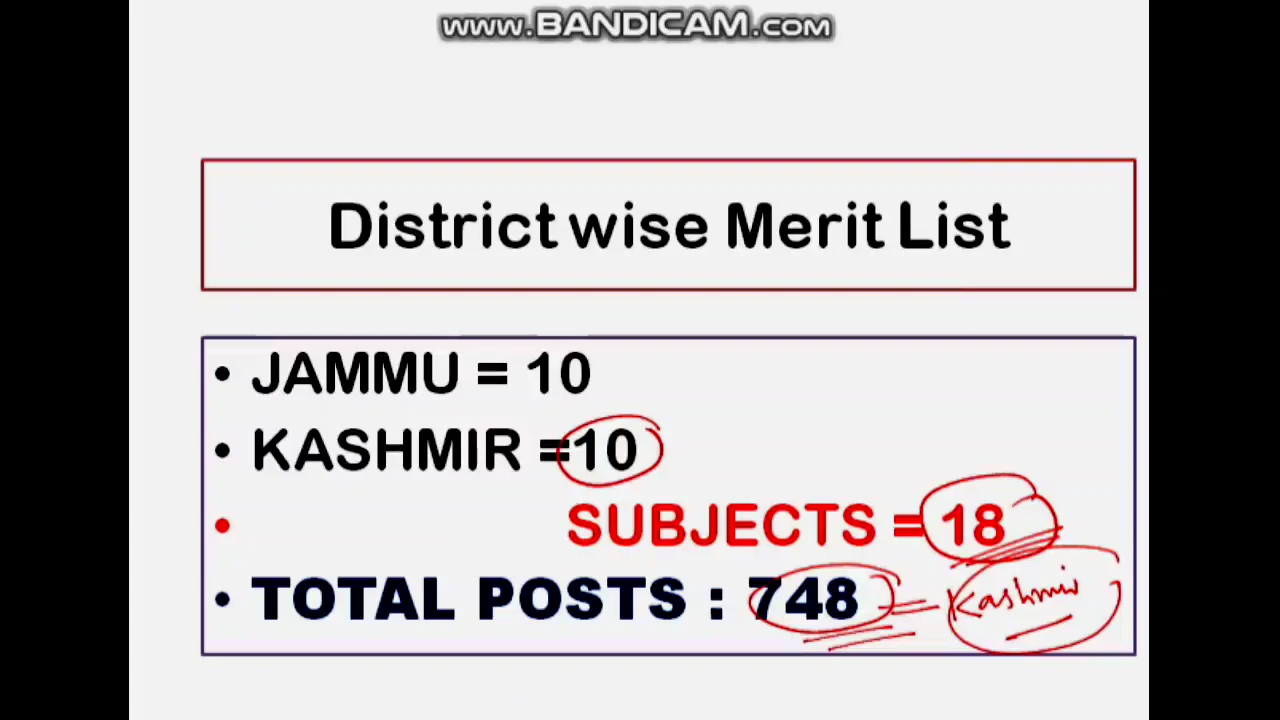 www.BANDICAM.com
District wise Merit List
• JAMMU = 10
• KASHMIR =10
• SUBJECTS = 18
• TOTAL POSTS : 748 = Kashmir